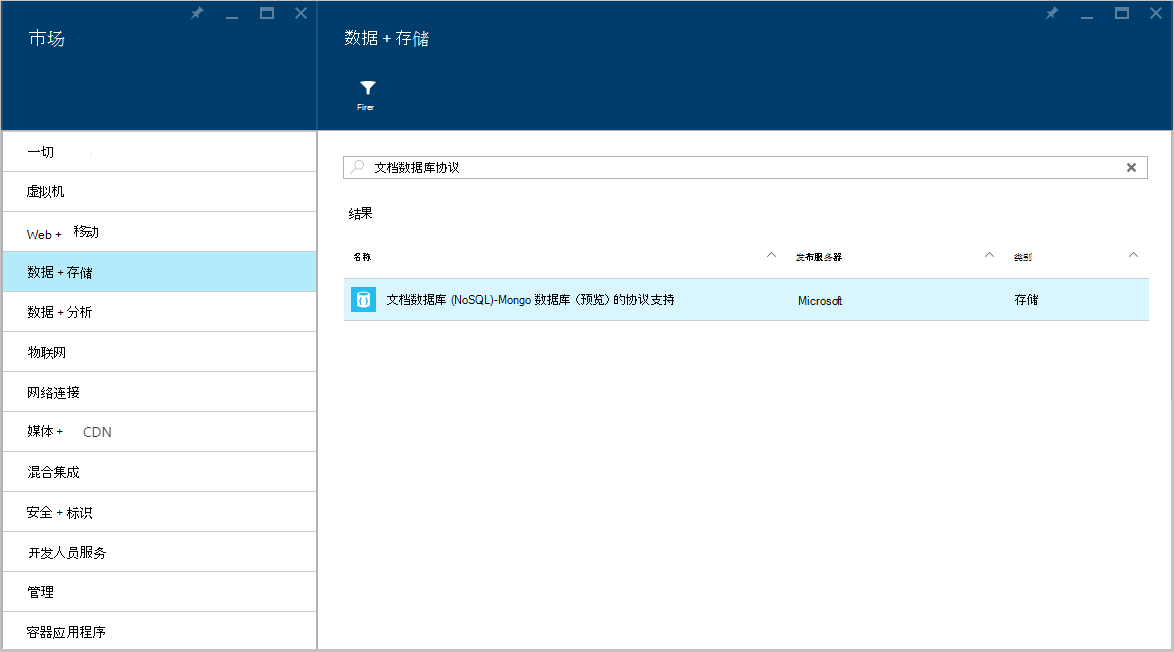 市场
数据 + 存储
Firer
一切
虚拟机
Web + 移动
数据 + 存储
数据 + 分析
物联网
网络连接
媒体 + CDN
混合集成
安全 + 标识
开发人员服务
管理
容器应用程序
文档数据库协议
结果
名称 发布服务器 类别
文档数据库 (NoSQL)-Mongo 数据库（预览）的协议支持 Microsoft 存储